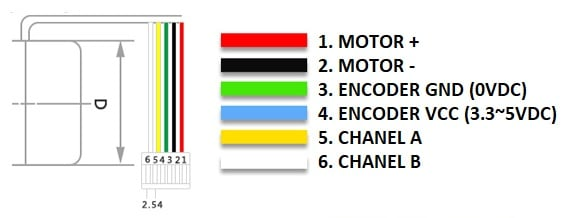 1. MOTOR +
2. MOTOR -
3. ENCODER GND (0VDC)
4. ENCODER VCC (3.3~5VDC)
5. CHANEL A
6. CHANEL B
D
6 5 4 3 2 1
2.54